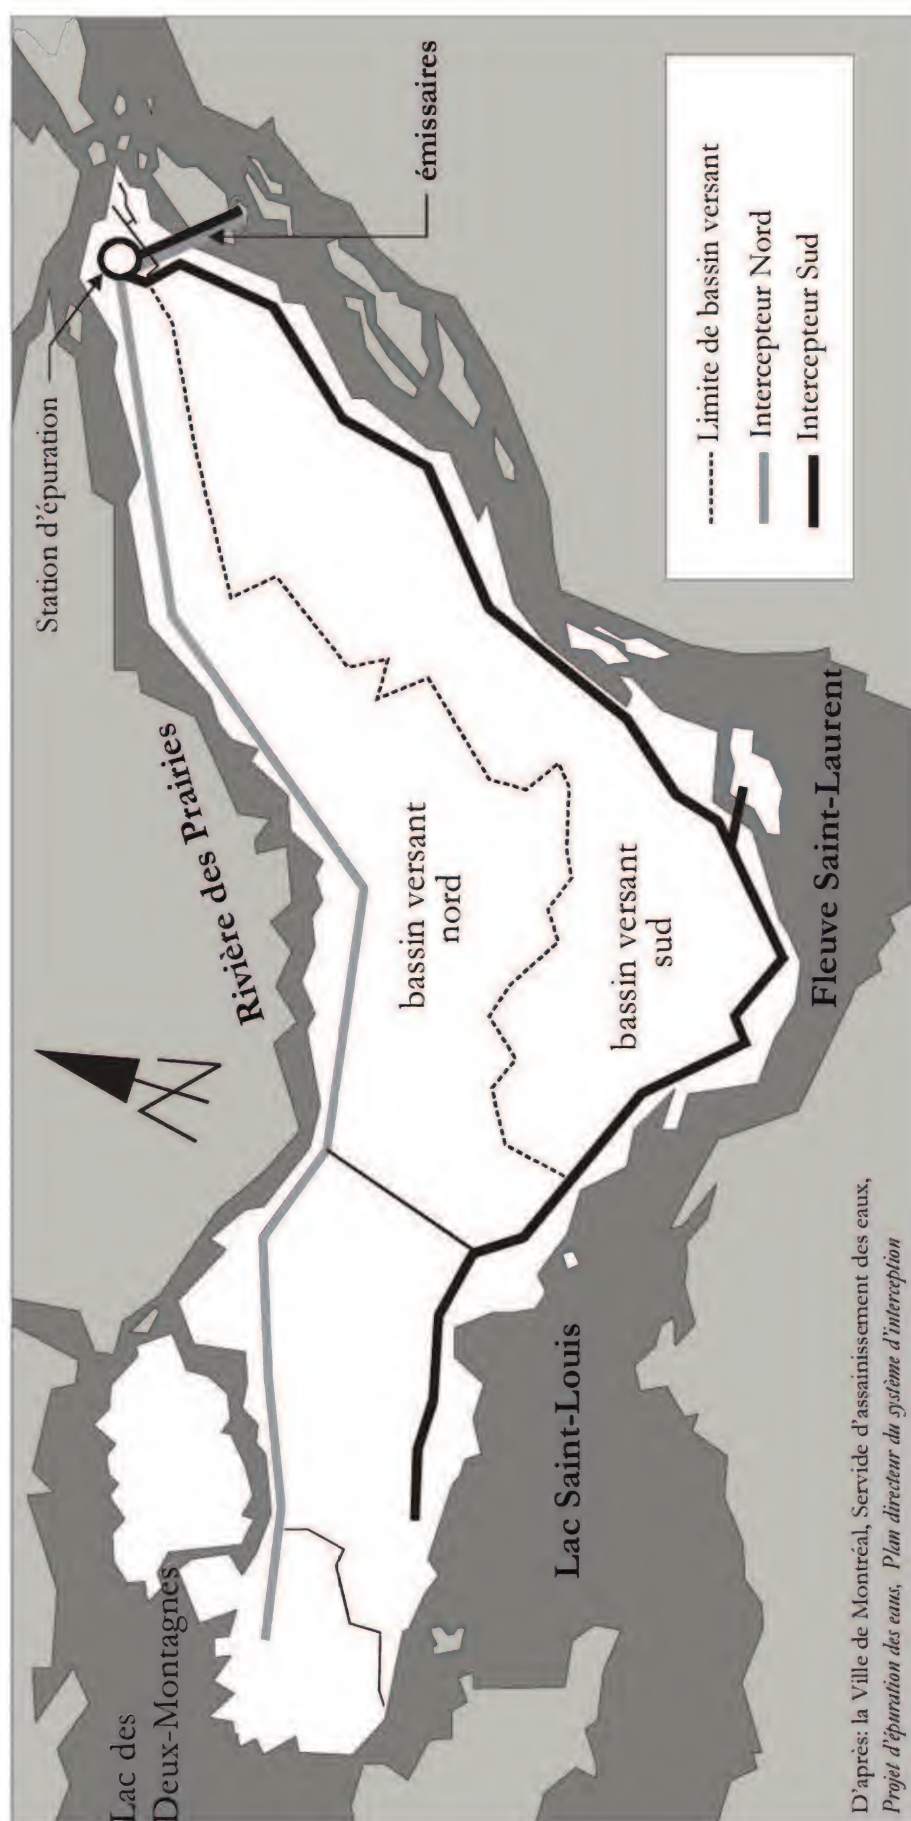 Station d'épuration
émissaires
Rivière des Prairies
Lac des
Deux-Montagnes
bassin versant
nord
bassin versant
sud
Lac Saint-Louis
Fleuve Saint-Laurent
Limite de bassin versant
Intercepteur Nord
Intercepteur Sud
D'après: la Ville de Montréal, Servide d'assainissement des eaux,
Projet d'épuration des eaus, Plan directeur du système d'interception